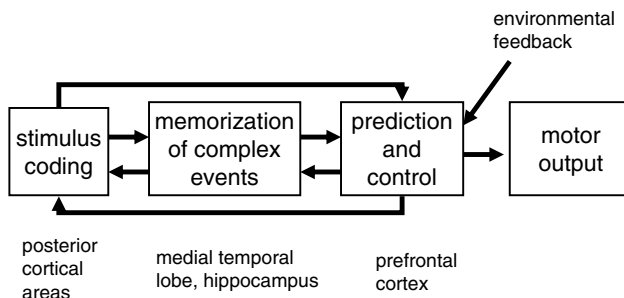 environmental
feedback
stimulus
coding
memorization
of complex
events
prediction
and
control
motor
output
posterior
cortical
areas
medial temporal
lobe, hippocampus
prefrontal
cortex